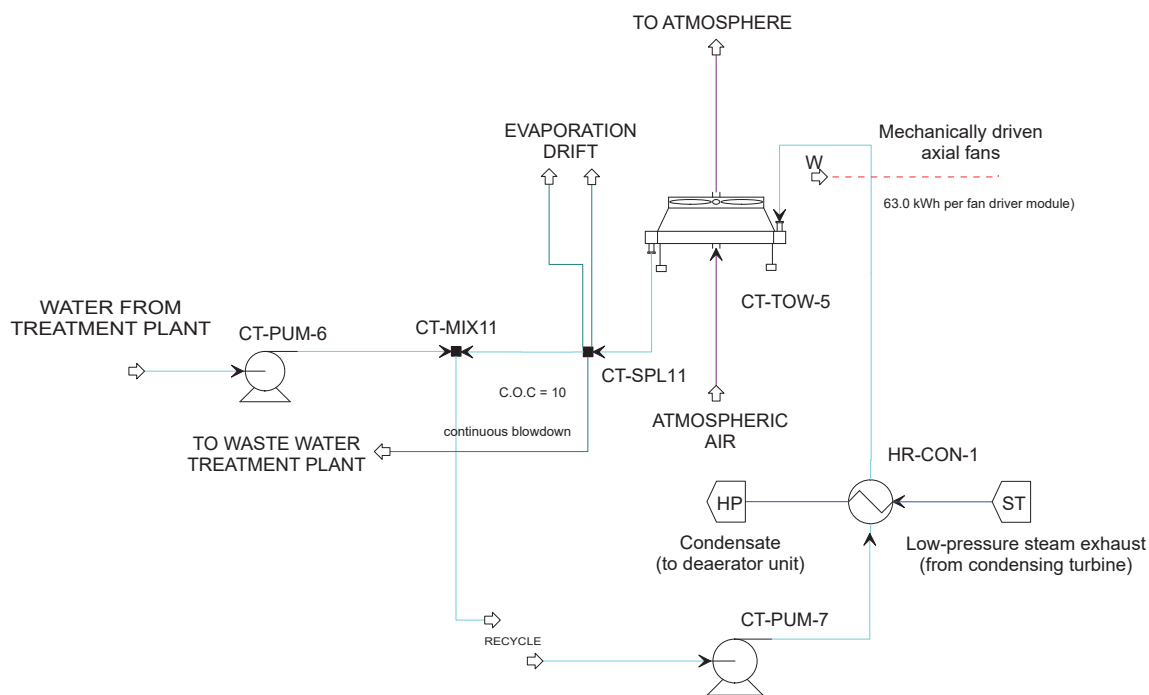 TO ATMOSPHERE
EVAPORATION
DRIFT
Mechanically driven
axial fans
W
63.0 kWh per fan driver module)
CT-TOW-5
WATER FROM
TREATMENT PLANT
CT-PUM-6
CT-MIX11
CT-SPL11
C.O.C = 10
continuous blowdown
TO WASTE WATER
TREATMENT PLANT
ATMOSPHERIC
AIR
HR-CON-1
HP
ST
Condensate
(to deaerator unit)
Low-pressure steam exhaust
(from condensing turbine)
CT-PUM-7
RECYCLE